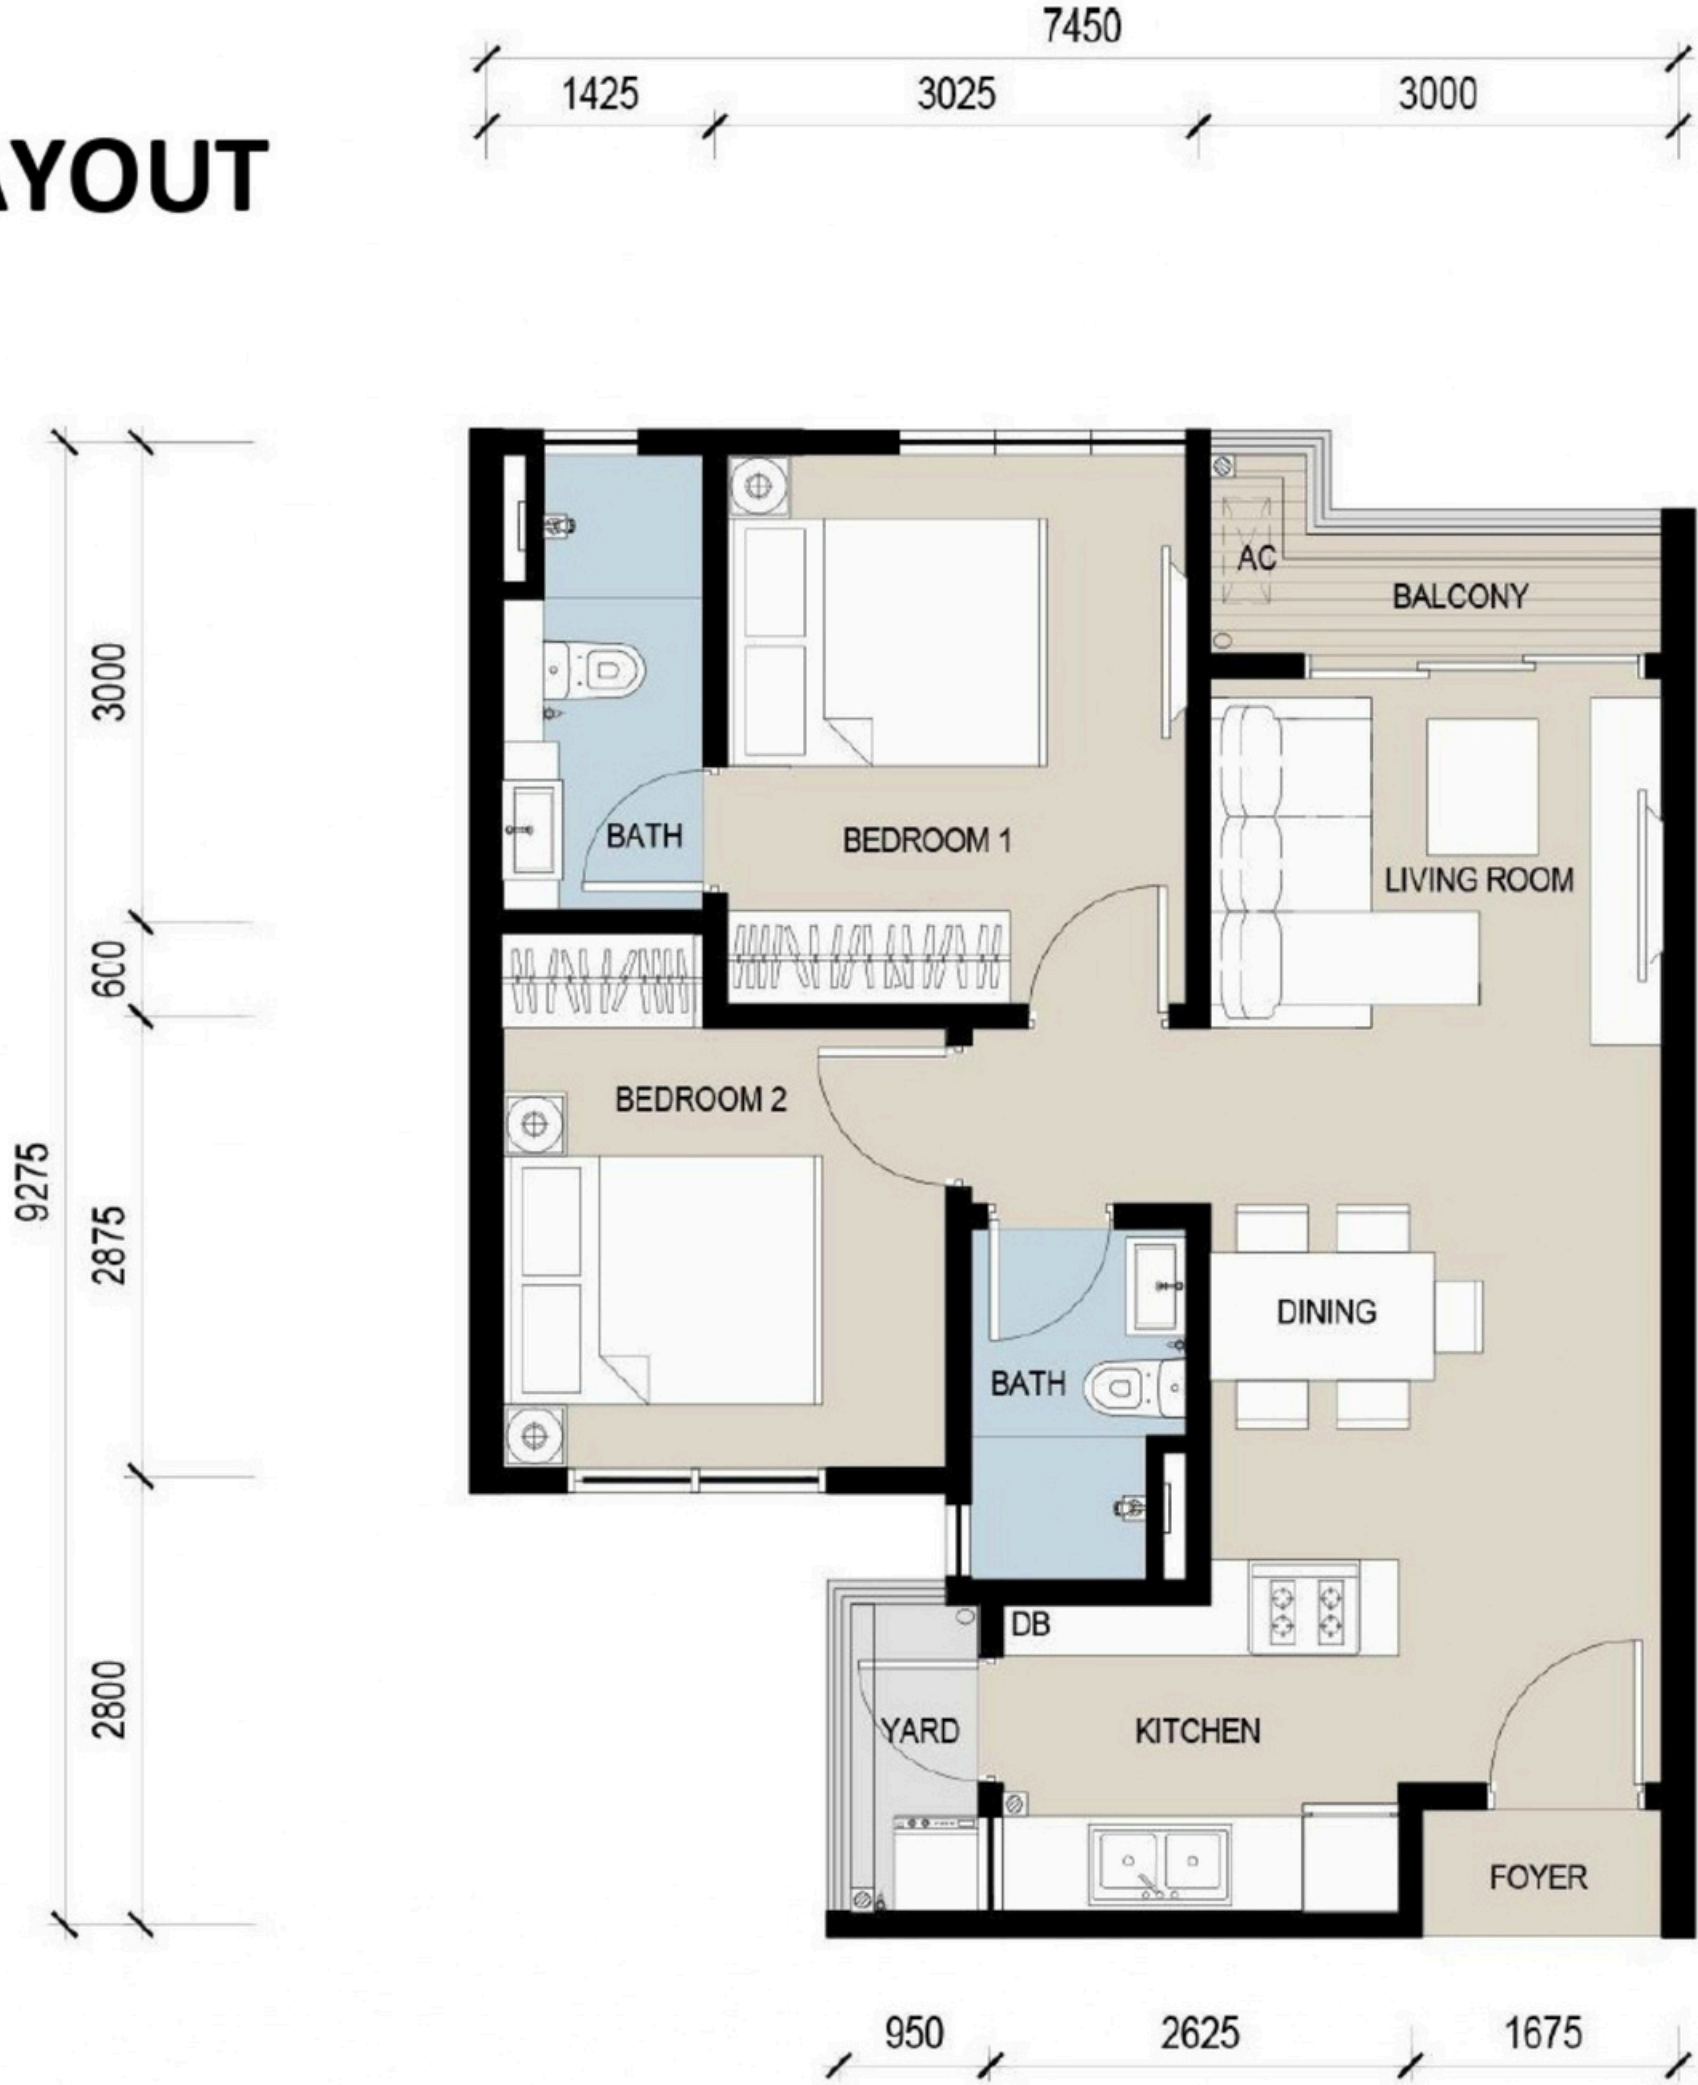 7450
1425 3025 3000
AYOUT
AC
BALCONY
3000
BATH
BEDROOM 1
LIVING ROOM
600
BEDROOM 2
9275
2875
DINING
BATH
DB
2800
YARD
KITCHEN
FOYER
950 2625 1675